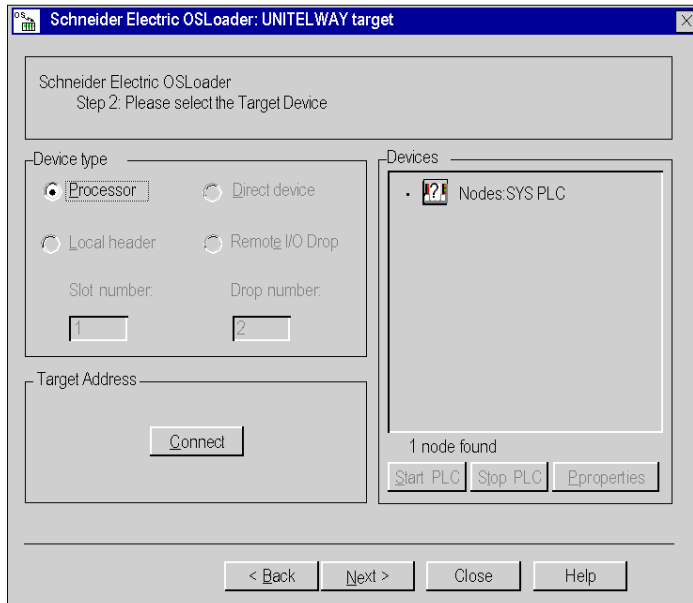 OS
Schneider Electric OSLoader: UNITELWAY target
Schneider Electric OSLoader
Step 2: Please select the Target Device
Device type
Processor
Direct device
Local header
Remote I/O Drop
Slot number:
Drop number:
1
2
Target Address
Connect
Devices
Nodes:SYS PLC
1 node found
Start PLC
Stop PLC
Pproperties
< Back
Next >
Close
Help